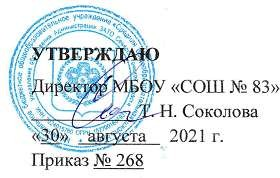 УТВЕРЖДАЮ
Директор МБОУ «СОШ № 83»
Т. Н. Соколова
«30» августа 2021 г.
Приказ № 268